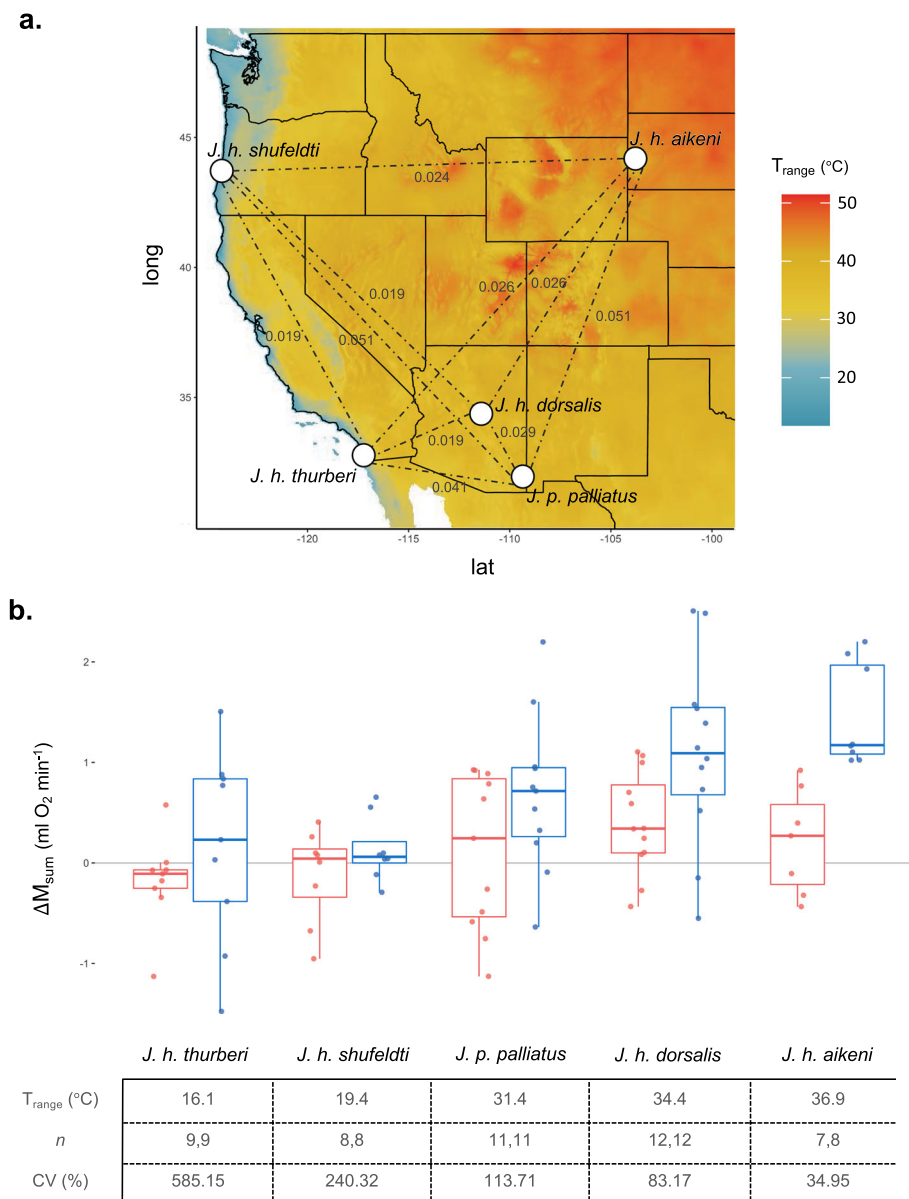 a.
45
40
35
long
-120
-115
-110
-105
-100
lat
J. h. shufeldti
J. h. aikeni
J. h. dorsalis
J. h. thurberi
J. p. palliatus
0.024
0.019
0.026
0.026
0.051
0.019
0.051
0.019
0.029
0.041
Trange (°C)
50
40
30
20
b.
ΔMsum (ml O2 min-1)
2
1
0
-1
J. h. thurberi J. h. shufeldti J. p. palliatus J. h. dorsalis J. h. aikeni
Trange (°C) 16.1 19.4 31.4 34.4 36.9
n 9,9 8,8 11,11 12,12 7,8
CV (%) 585.15 240.32 113.71 83.17 34.95